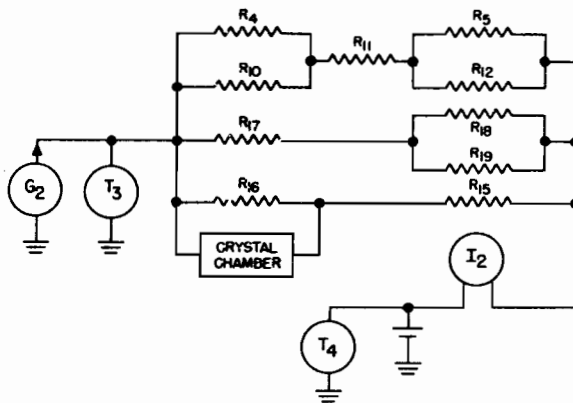 R4
R5
R11
R10
R12
R17
R18
R19
G2
T3
R16
R15
CRYSTAL
CHAMBER
I2
T4